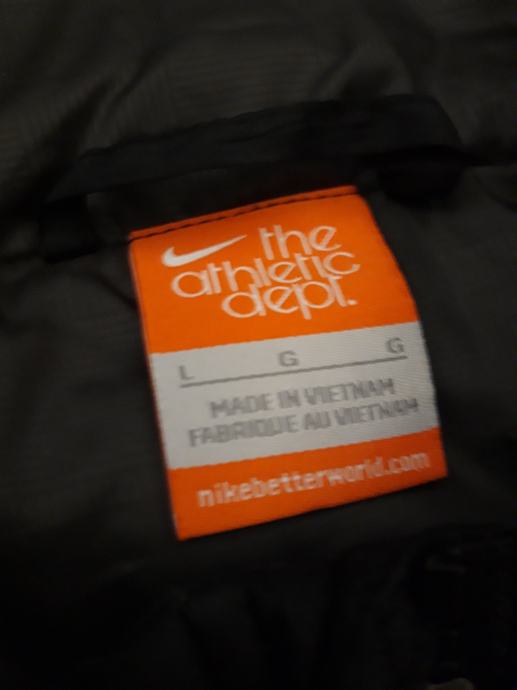 the
athletic
dept.
L G G
MADE IN VIETNAM
FABRIQUE AU VIETNAM
nikebetterworld.com